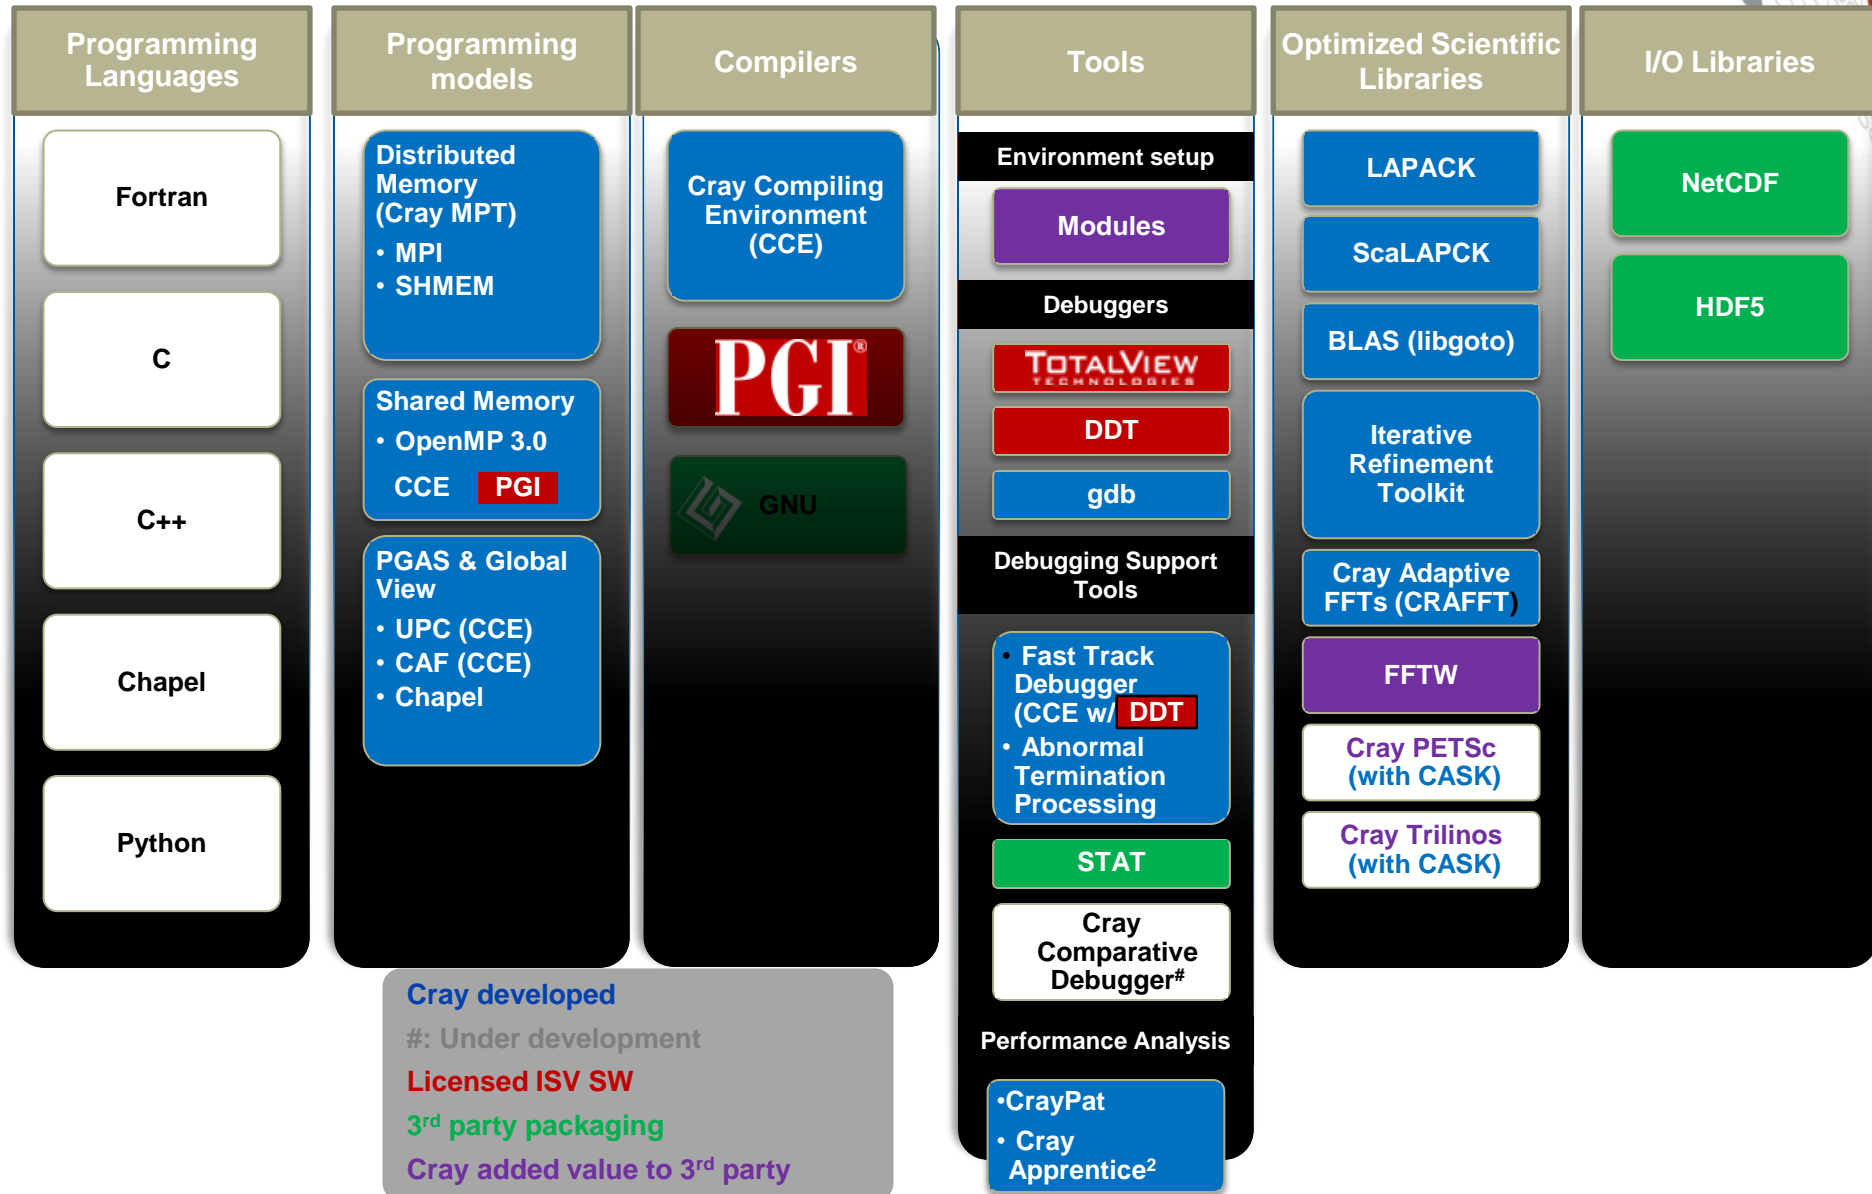 Programming
Languages
Fortran
C
C++
Chapel
Python
Programming
models
Distributed
Memory
(Cray MPT)
• MPI
• SHMEM
Shared Memory
• OpenMP 3.0
CCE PGI
PGAS & Global
View
• UPC (CCE)
• CAF (CCE)
• Chapel
Compilers
Cray Compiling
Environment
(CCE)
PGI®
GNU
Tools
Environment setup
Modules
Debuggers
TOTALVIEW
TECHNOLOGIES
DDT
gdb
Debugging Support
Tools
• Fast Track
Debugger
(CCE w/ DDT
• Abnormal
Termination
Processing
STAT
Cray
Comparative
Debugger#
Performance Analysis
•CrayPat
• Cray
Apprentice2
Optimized Scientific
Libraries
LAPACK
ScaLAPCK
BLAS (libgoto)
Iterative
Refinement
Toolkit
Cray Adaptive
FFTs (CRAFFT)
FFTW
Cray PETSc
(with CASK)
Cray Trilinos
(with CASK)
I/O Libraries
NetCDF
HDF5
Cray developed
#: Under development
Licensed ISV SW
3rd party packaging
Cray added value to 3rd party